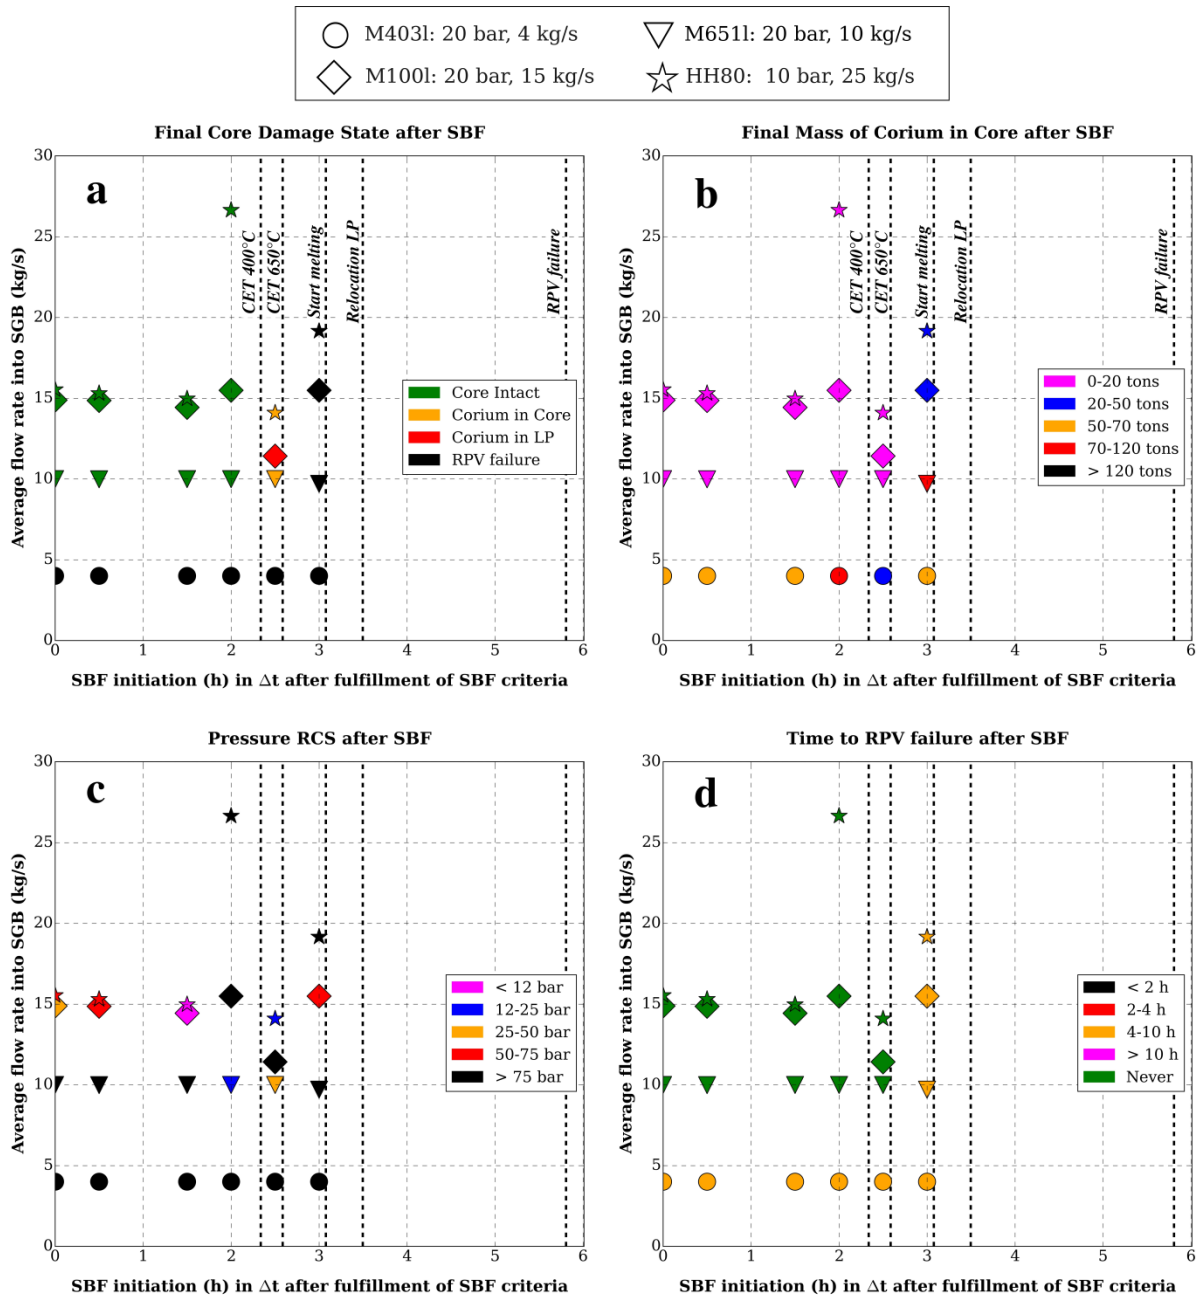 M403l: 20 bar, 4 kg/s
M651l: 20 bar, 10 kg/s
M100l: 20 bar, 15 kg/s
HH80:  10 bar, 25 kg/s
Final Core Damage State after SBF
a
30
25
20
15
10
5
0
0 1 2 3 4 5 6
Average flow rate into SGB (kg/s)
CET 400°C
CET 650°C
Start melting
Relocation LP
RPV failure
Core Intact
Corium in Core
Corium in LP
RPV failure
SBF initiation (h) in Δt after fulfillment of SBF criteria
Final Mass of Corium in Core after SBF
b
30
25
20
15
10
5
0
0 1 2 3 4 5 6
Average flow rate into SGB (kg/s)
CET 400°C
CET 650°C
Start melting
Relocation LP
RPV failure
0-20 tons
20-50 tons
50-70 tons
70-120 tons
> 120 tons
SBF initiation (h) in Δt after fulfillment of SBF criteria
Pressure RCS after SBF
c
30
25
20
15
10
5
0
0 1 2 3 4 5 6
Average flow rate into SGB (kg/s)
< 12 bar
12-25 bar
25-50 bar
50-75 bar
> 75 bar
SBF initiation (h) in Δt after fulfillment of SBF criteria
Time to RPV failure after SBF
d
30
25
20
15
10
5
0
0 1 2 3 4 5 6
Average flow rate into SGB (kg/s)
< 2 h
2-4 h
4-10 h
> 10 h
Never
SBF initiation (h) in Δt after fulfillment of SBF criteria